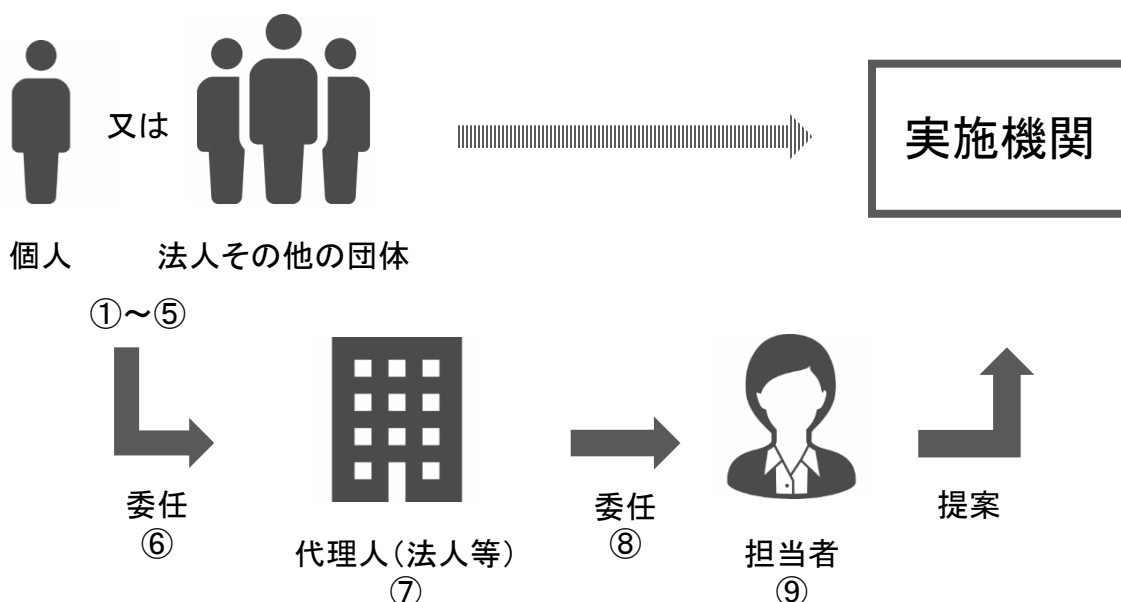 又は
実施機関
個人
法人その他の団体
①~⑤
委任
⑥
代理人(法人等)
⑦
委任
⑧
担当者
⑨
提案